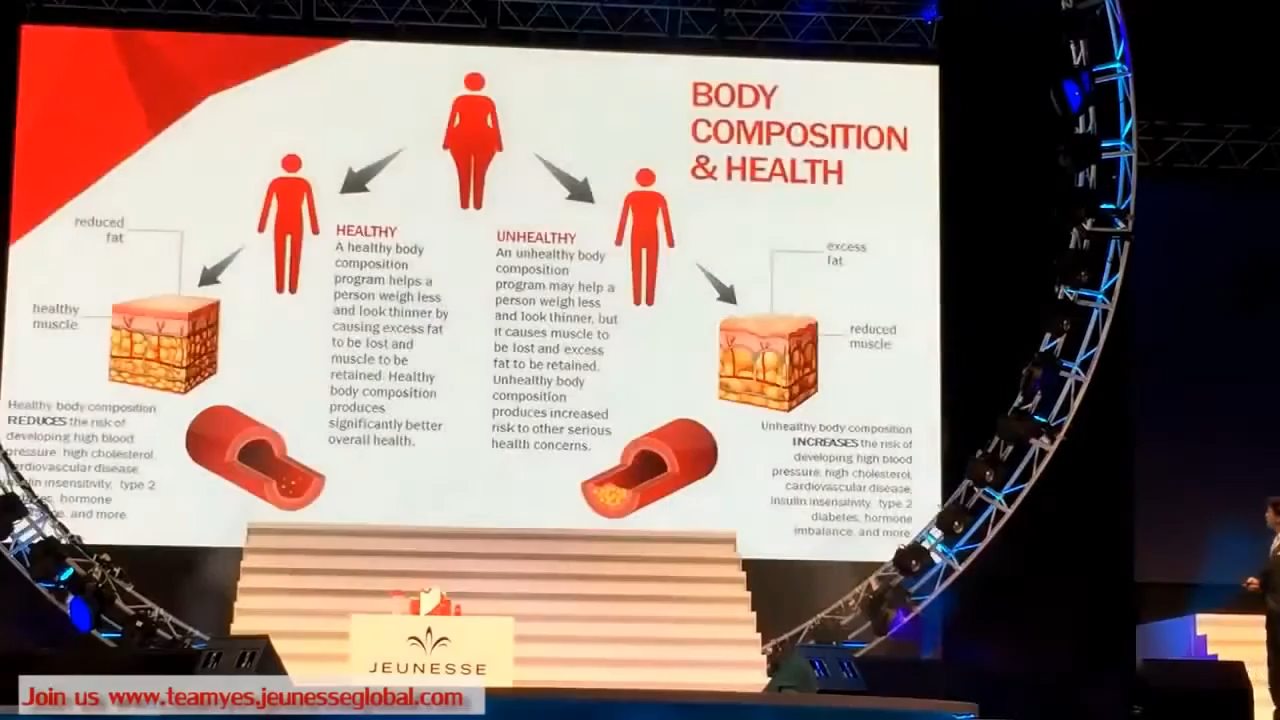 BODY
COMPOSITION
& HEALTH
reduced
fat
healthy
muscle
HEALTHY
A healthy body
composition
program helps a
person weigh less
and look thinner by
causing excess fat
to be lost and
muscle to be
retained. Healthy
body composition
produces
significantly better
overall health.
UNHEALTHY
An unhealthy body
composition
program may help a
person weigh less
and look thinner, but
it causes muscle to
be lost and excess
fat to be retained.
Unhealthy body
composition
produces increased
risk to other serious
health concerns.
excess
fat
reduced
muscle
Healthy body composition
REDUCES the risk of
developing high blood
pressure, high cholesterol,
disease,
insensitivity, type 2
hormone
and more.
Unhealthy body composition
INCREASES the risk of
developing high blood
pressure, high cholesterol,
cardiovascular disease,
insulin insensitivity, type 2
diabetes, hormone
imbalance, and more.
JEUNESSE
Join us www.teamyes.jeunesseglobal.com